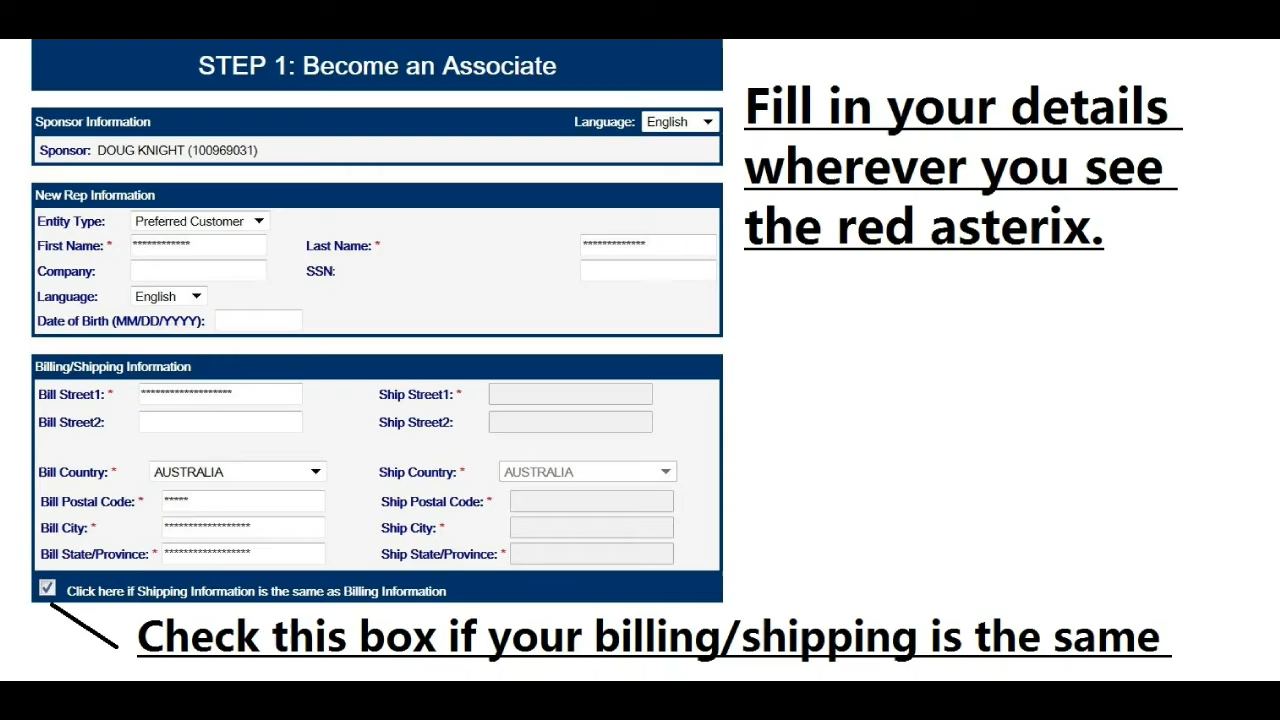 STEP 1: Become an Associate
Fill in your details
wherever you see
the red asterix.
Sponsor Information Language: English
Sponsor: DOUG KNIGHT (100969031)
New Rep Information
Entity Type: Preferred Customer
First Name: * ************ Last Name: * *************
Company: SSN:
Language: English
Date of Birth (MM/DD/YYYY):
Billing/Shipping Information
Bill Street1: * ******************* Ship Street1: *
Bill Street2: Ship Street2:
Bill Country: * AUSTRALIA Ship Country: * AUSTRALIA
Bill Postal Code: * ***** Ship Postal Code: *
Bill City: * ****************** Ship City: *
Bill State/Province: * ****************** Ship State/Province: *
Click here if Shipping Information is the same as Billing Information
Check this box if your billing/shipping is the same